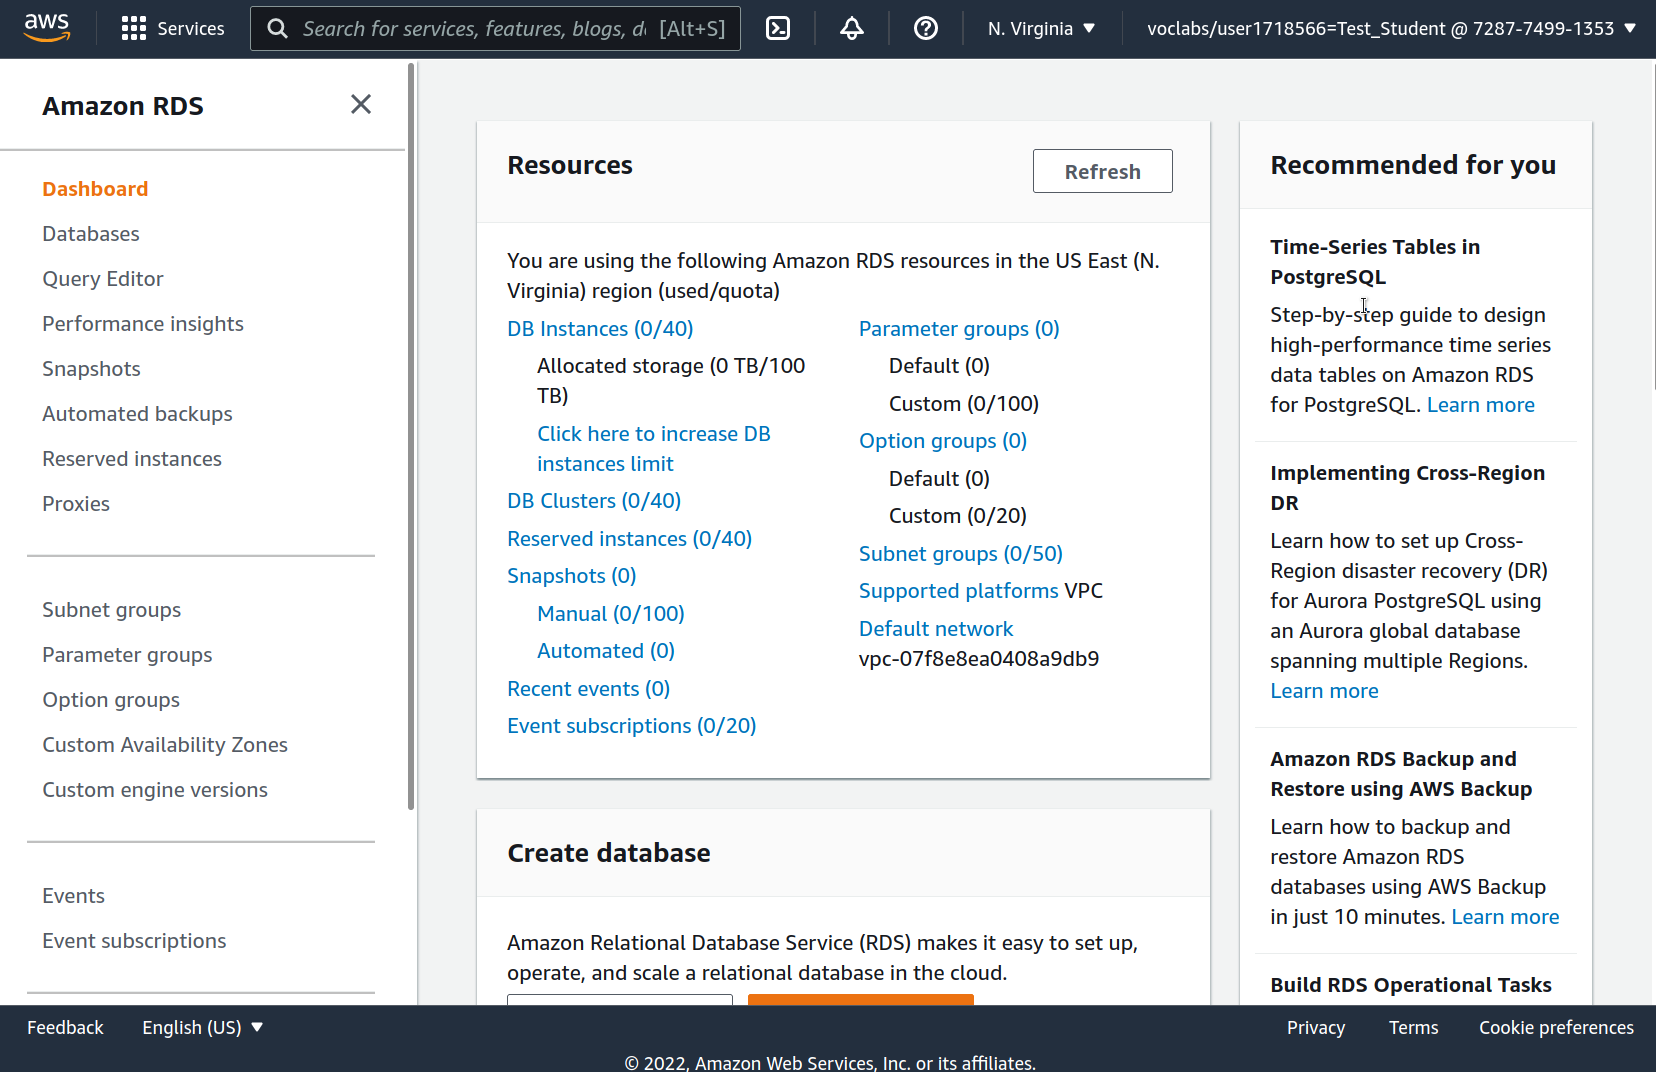 aws
Services
Search for services, features, blogs, d
[Alt+S]
N. Virginia
voclabs/user1718566=Test_Student @ 7287-7499-1353
Amazon RDS
Dashboard
Databases
Query Editor
Performance insights
Snapshots
Automated backups
Reserved instances
Proxies
Subnet groups
Parameter groups
Option groups
Custom Availability Zones
Custom engine versions
Events
Event subscriptions
Resources
Refresh
You are using the following Amazon RDS resources in the US East (N.
Virginia) region (used/quota)
DB Instances (0/40)
Allocated storage (0 TB/100
TB)
Click here to increase DB
instances limit
DB Clusters (0/40)
Reserved instances (0/40)
Snapshots (0)
Manual (0/100)
Automated (0)
Recent events (0)
Event subscriptions (0/20)
Parameter groups (0)
Default (0)
Custom (0/100)
Option groups (0)
Default (0)
Custom (0/20)
Subnet groups (0/50)
Supported platforms VPC
Default network
vpc-07f8e8ea0408a9db9
Create database
Amazon Relational Database Service (RDS) makes it easy to set up,
operate, and scale a relational database in the cloud.
Recommended for you
Time-Series Tables in
PostgreSQL
Step-by-step guide to design
high-performance time series
data tables on Amazon RDS
for PostgreSQL. Learn more
Implementing Cross-Region
DR
Learn how to set up Cross-
Region disaster recovery (DR)
for Aurora PostgreSQL using
an Aurora global database
spanning multiple Regions.
Learn more
Amazon RDS Backup and
Restore using AWS Backup
Learn how to backup and
restore Amazon RDS
databases using AWS Backup
in just 10 minutes. Learn more
Build RDS Operational Tasks
Feedback
English (US)
Privacy
Terms
Cookie preferences
© 2022, Amazon Web Services, Inc. or its affiliates.